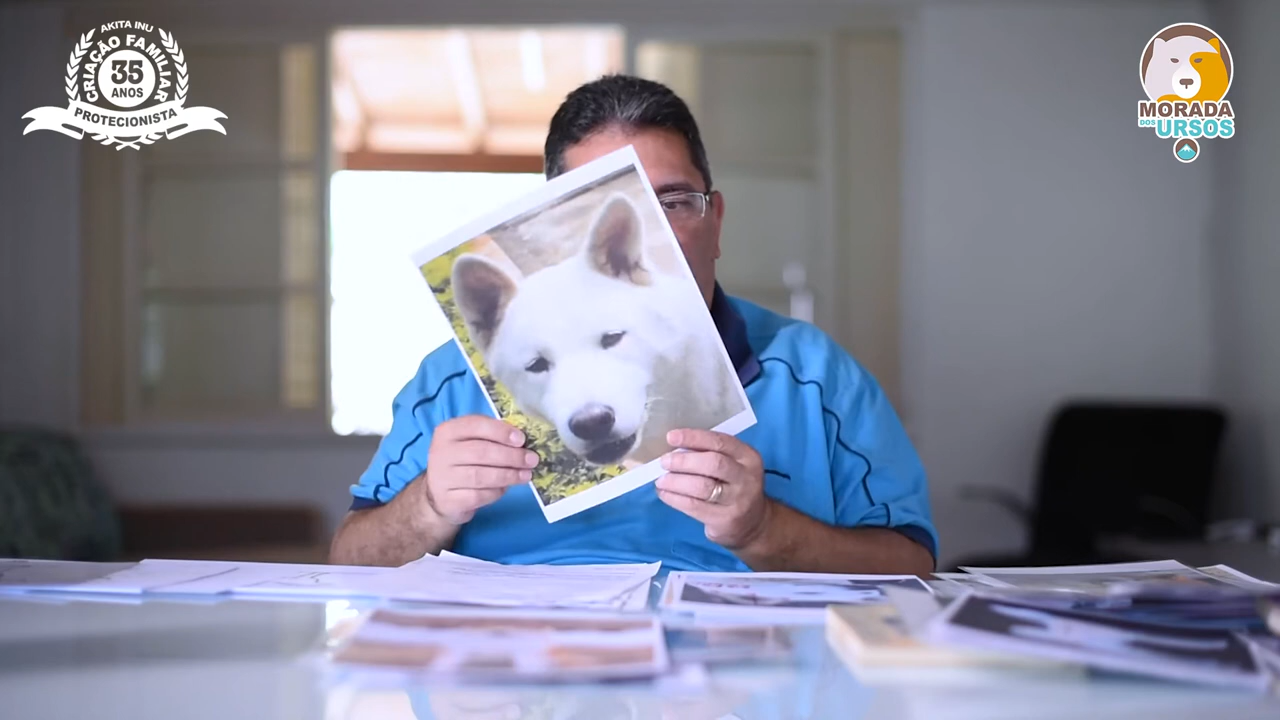 AKITA INU
CRIAÇÃO FAMILIAR
35
ANOS
PROTECIONISTA
MORADA
DOS URSOS